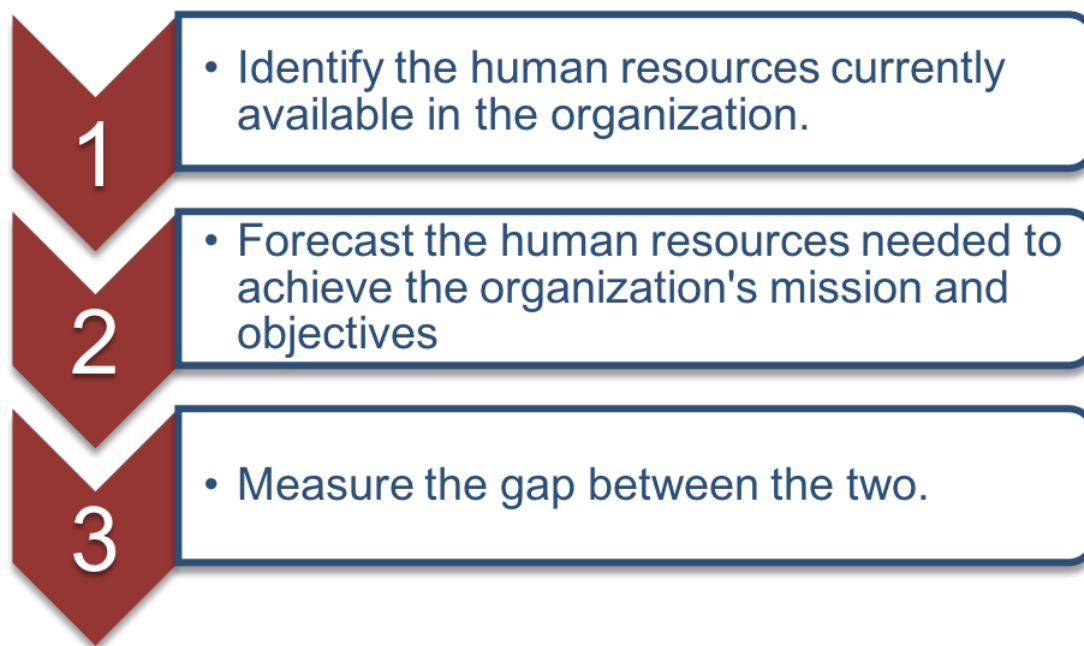 1
• Identify the human resources currently
available in the organization.
2
• Forecast the human resources needed to
achieve the organization's mission and
objectives
3
• Measure the gap between the two.